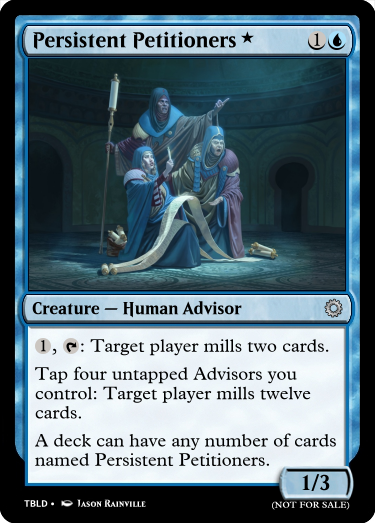 Persistent Petitioners ★ 1
Creature — Human Advisor
1, : Target player mills two cards.
Tap four untapped Advisors you
control: Target player mills twelve
cards.
A deck can have any number of cards
named Persistent Petitioners.
1/3
TBLD • Jason Rainville
(NOT FOR SALE)